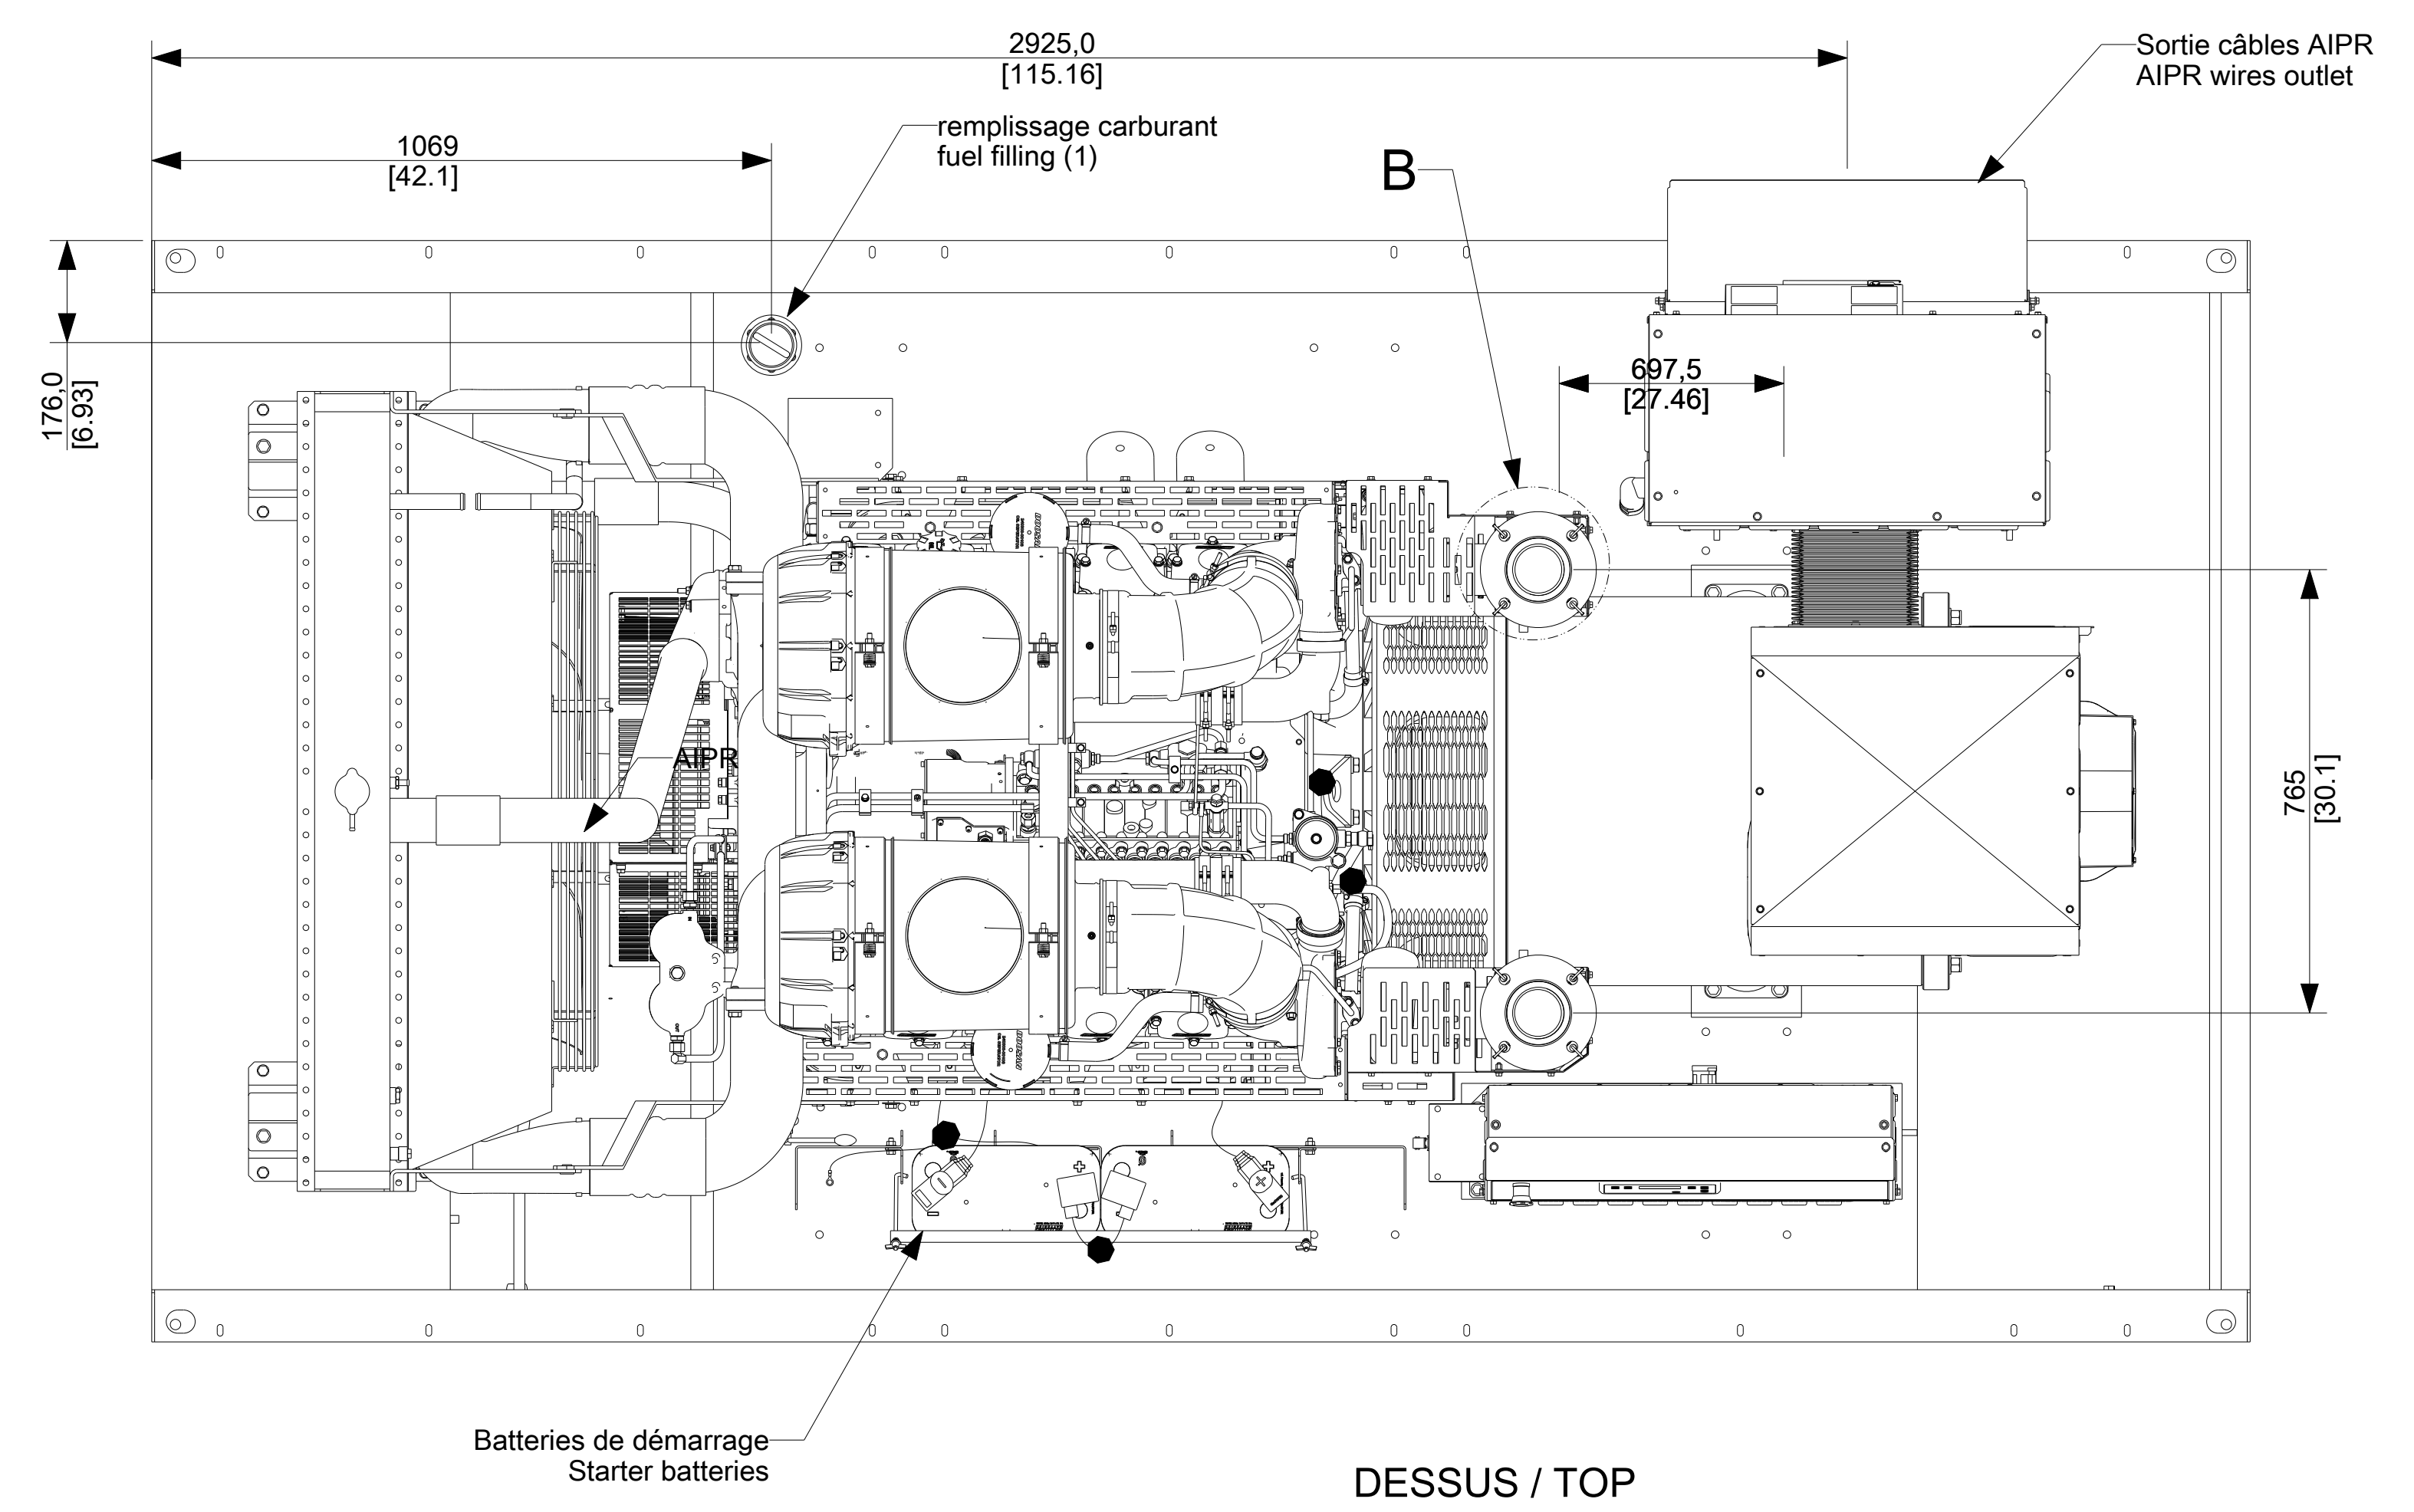 2925,0
[115.16]
Sortie câbles AIPR
AIPR wires outlet
remplissage carburant
fuel filling (1)
1069
[42.1]
B
176,0
[6.93]
697,5
[27.46]
AIPR
765
[30.1]
Batteries de démarrage
Starter batteries
DESSUS / TOP